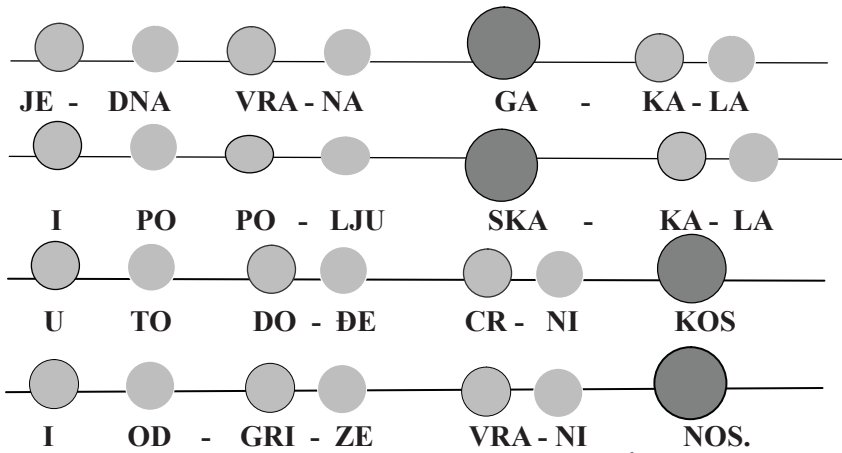 JE - DNA VRA - NA GA - KA - LA
I PO PO - LJU SKA - KA - LA
U TO DO - ĐE CR - NI KOS
I OD - GRI - ZE VRA - NI NOS.